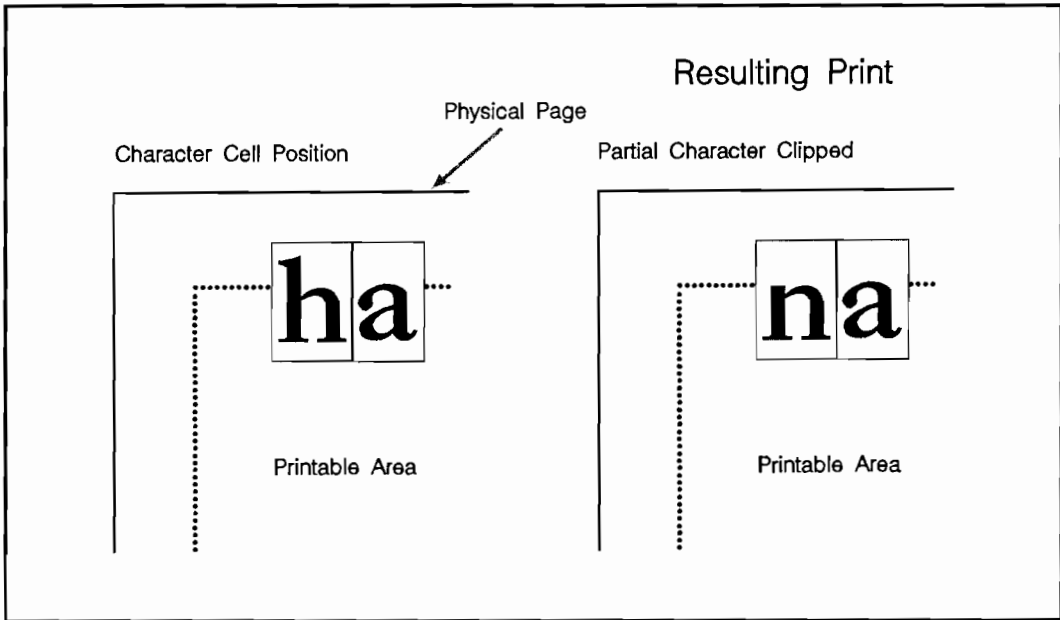 Resulting Print
Physical Page
Character Cell Position
Partial Character Clipped
ha
na
Printable Area
Printable Area